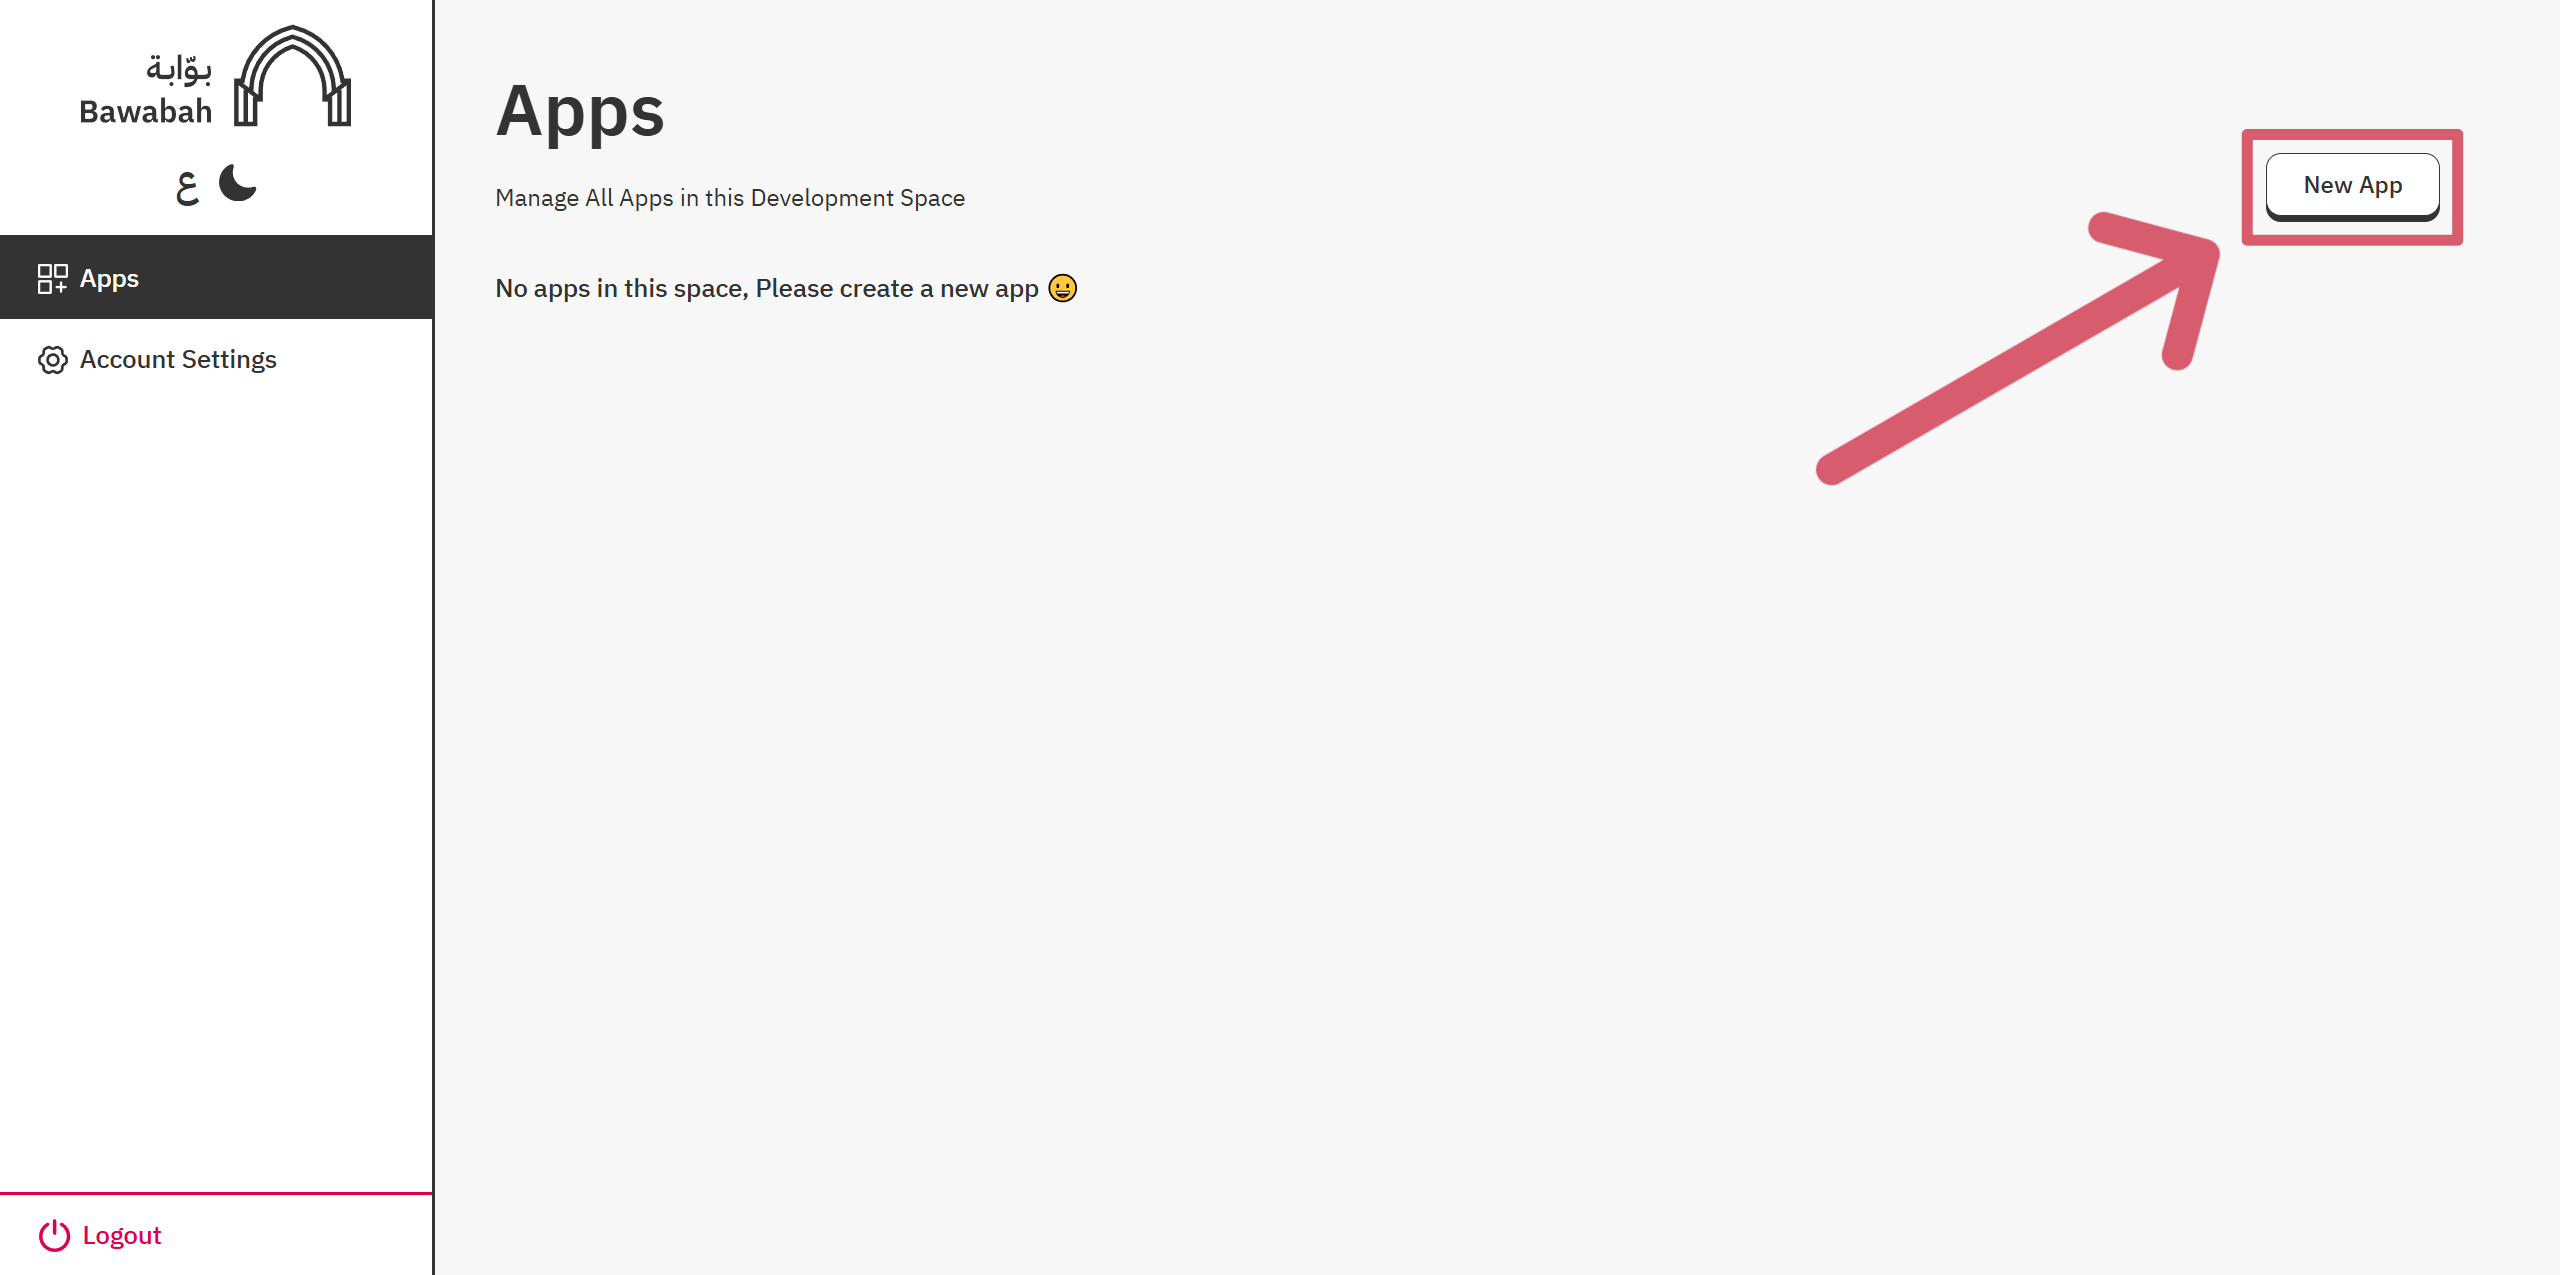 بوّابة
Bawabah
ع
Apps
Account Settings
Logout
Apps
Manage All Apps in this Development Space
New App
No apps in this space, Please create a new app 😀